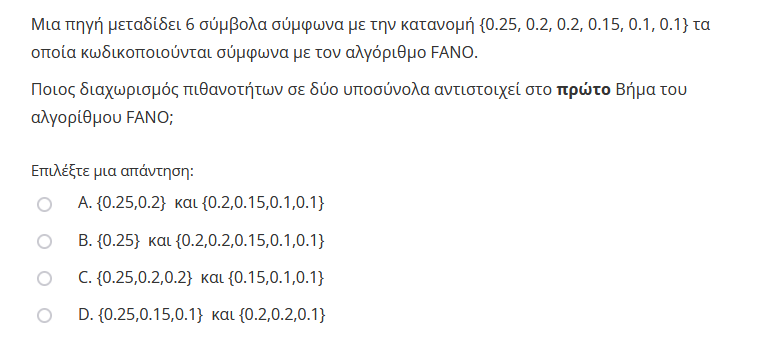 Μια πηγή μεταδίδει 6 σύμβολα σύμφωνα με την κατανομή {0.25, 0.2, 0.2, 0.15, 0.1, 0.1} τα
οποία κωδικοποιούνται σύμφωνα με τον αλγόριθμο FANO.
Ποιος διαχωρισμός πιθανοτήτων σε δύο υποσύνολα αντιστοιχεί στο πρώτο Βήμα του
αλγορίθμου FANO;
Επιλέξτε μια απάντηση:
A. {0.25,0.2} και {0.2,0.15,0.1,0.1}
B. {0.25} και {0.2,0.2,0.15,0.1,0.1}
C. {0.25,0.2,0.2} και {0.15,0.1,0.1}
D. {0.25,0.15,0.1} και {0.2,0.2,0.1}